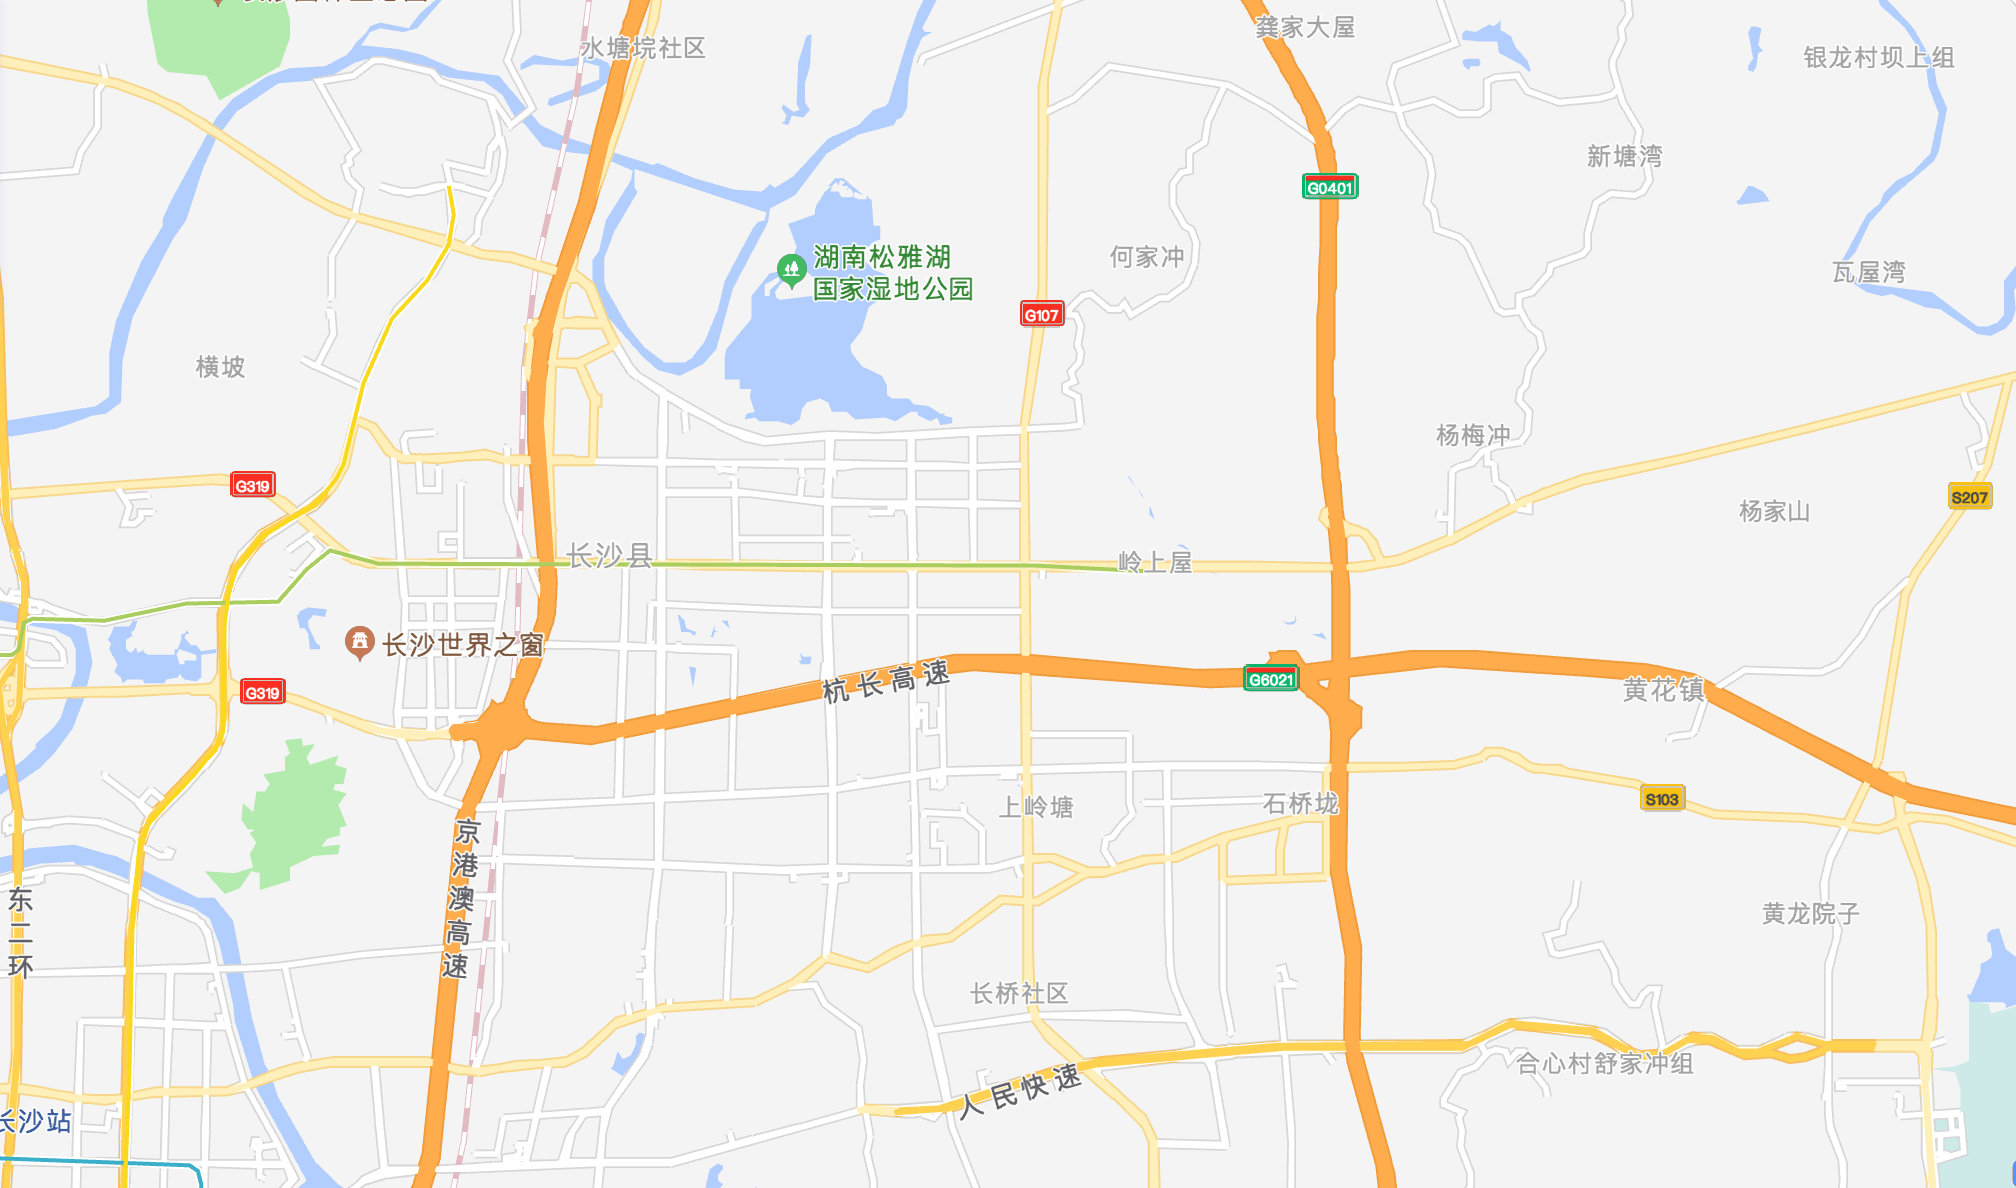 水塘垸社区
龚家大屋
银龙村坝上组
新塘湾
G0401
湖南松雅湖
国家湿地公园
何家冲
瓦屋湾
G107
横坡
杨梅冲
G319
S207
杨家山
长沙县
岭上屋
长沙世界之窗
G319
杭长高速
G6021
黄花镇
S103
上岭塘
石桥垅
京港澳高速
东二环
黄龙院子
长桥社区
合心村舒家冲组
人民快速
长沙站